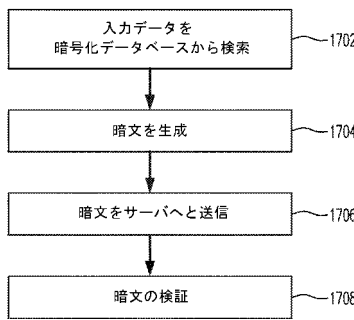 入力データを
暗号化データベースから検索
1702
暗文を生成
1704
暗文をサーバへと送信
1706
暗文の検証
1708